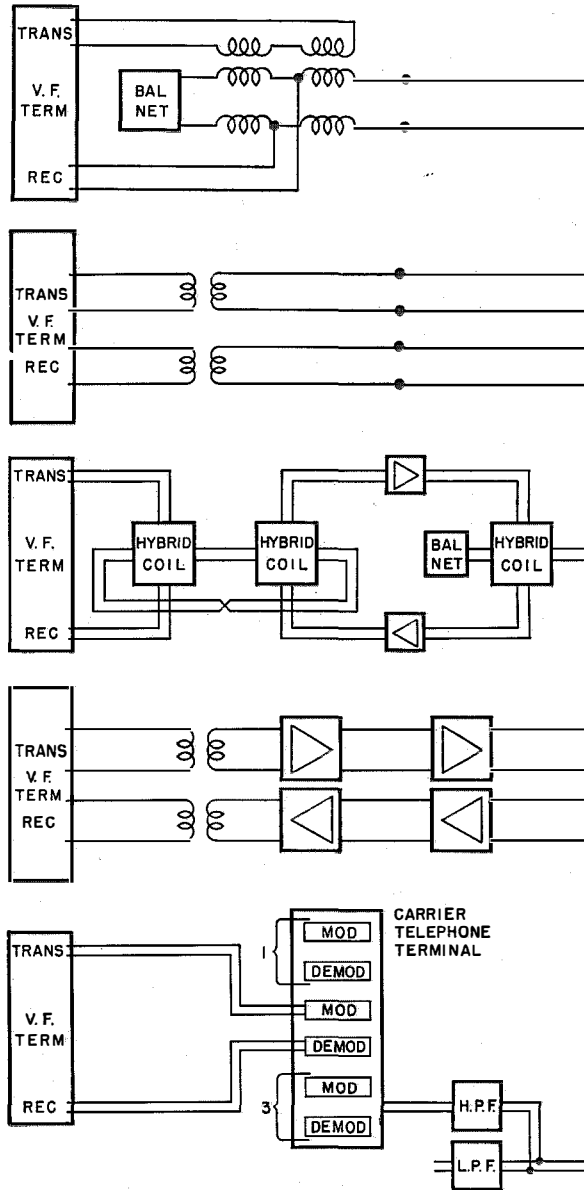 TRANS
V. F.
TERM
REC
BAL
NET
TRANS
V. F.
TERM
REC
TRANS
V. F.
TERM
REC
HYBRID
COIL
HYBRID
COIL
BAL
NET
HYBRID
COIL
TRANS
V. F.
TERM
REC
TRANS
V. F.
TERM
REC
1
MOD
DEMOD
MOD
DEMOD
3
MOD
DEMOD
CARRIER
TELEPHONE
TERMINAL
H.P.F.
L.P.F.